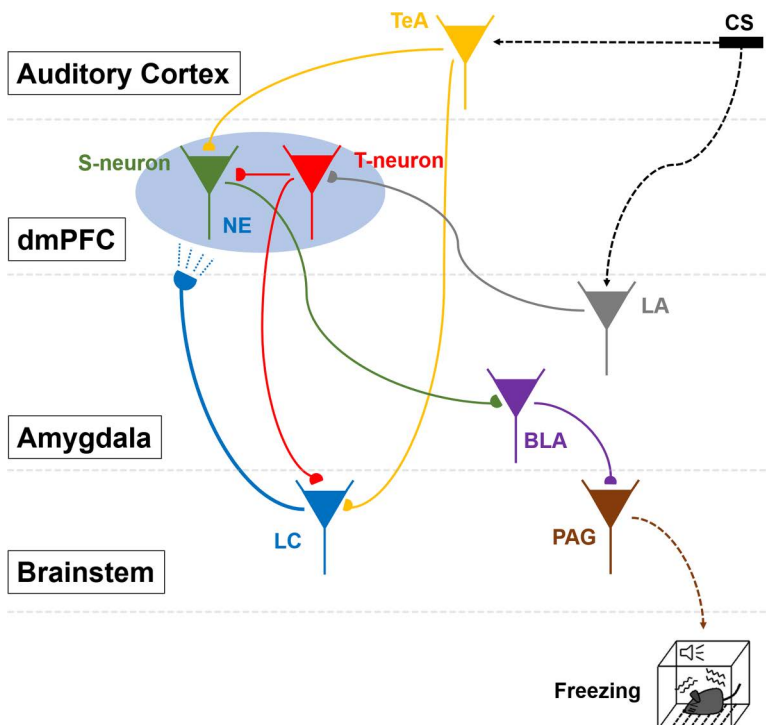 TeA
CS
Auditory Cortex
S-neuron
T-neuron
NE
dmPFC
LA
Amygdala
BLA
LC
PAG
Brainstem
Freezing